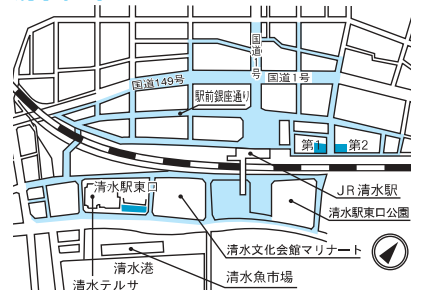 国道1号
国道149号
国道1号
駅前銀座通り
第1
第2
清水駅東口
JR清水駅
清水駅東口公園
清水文化会館マリナート
清水港
清水魚市場
清水テルサ